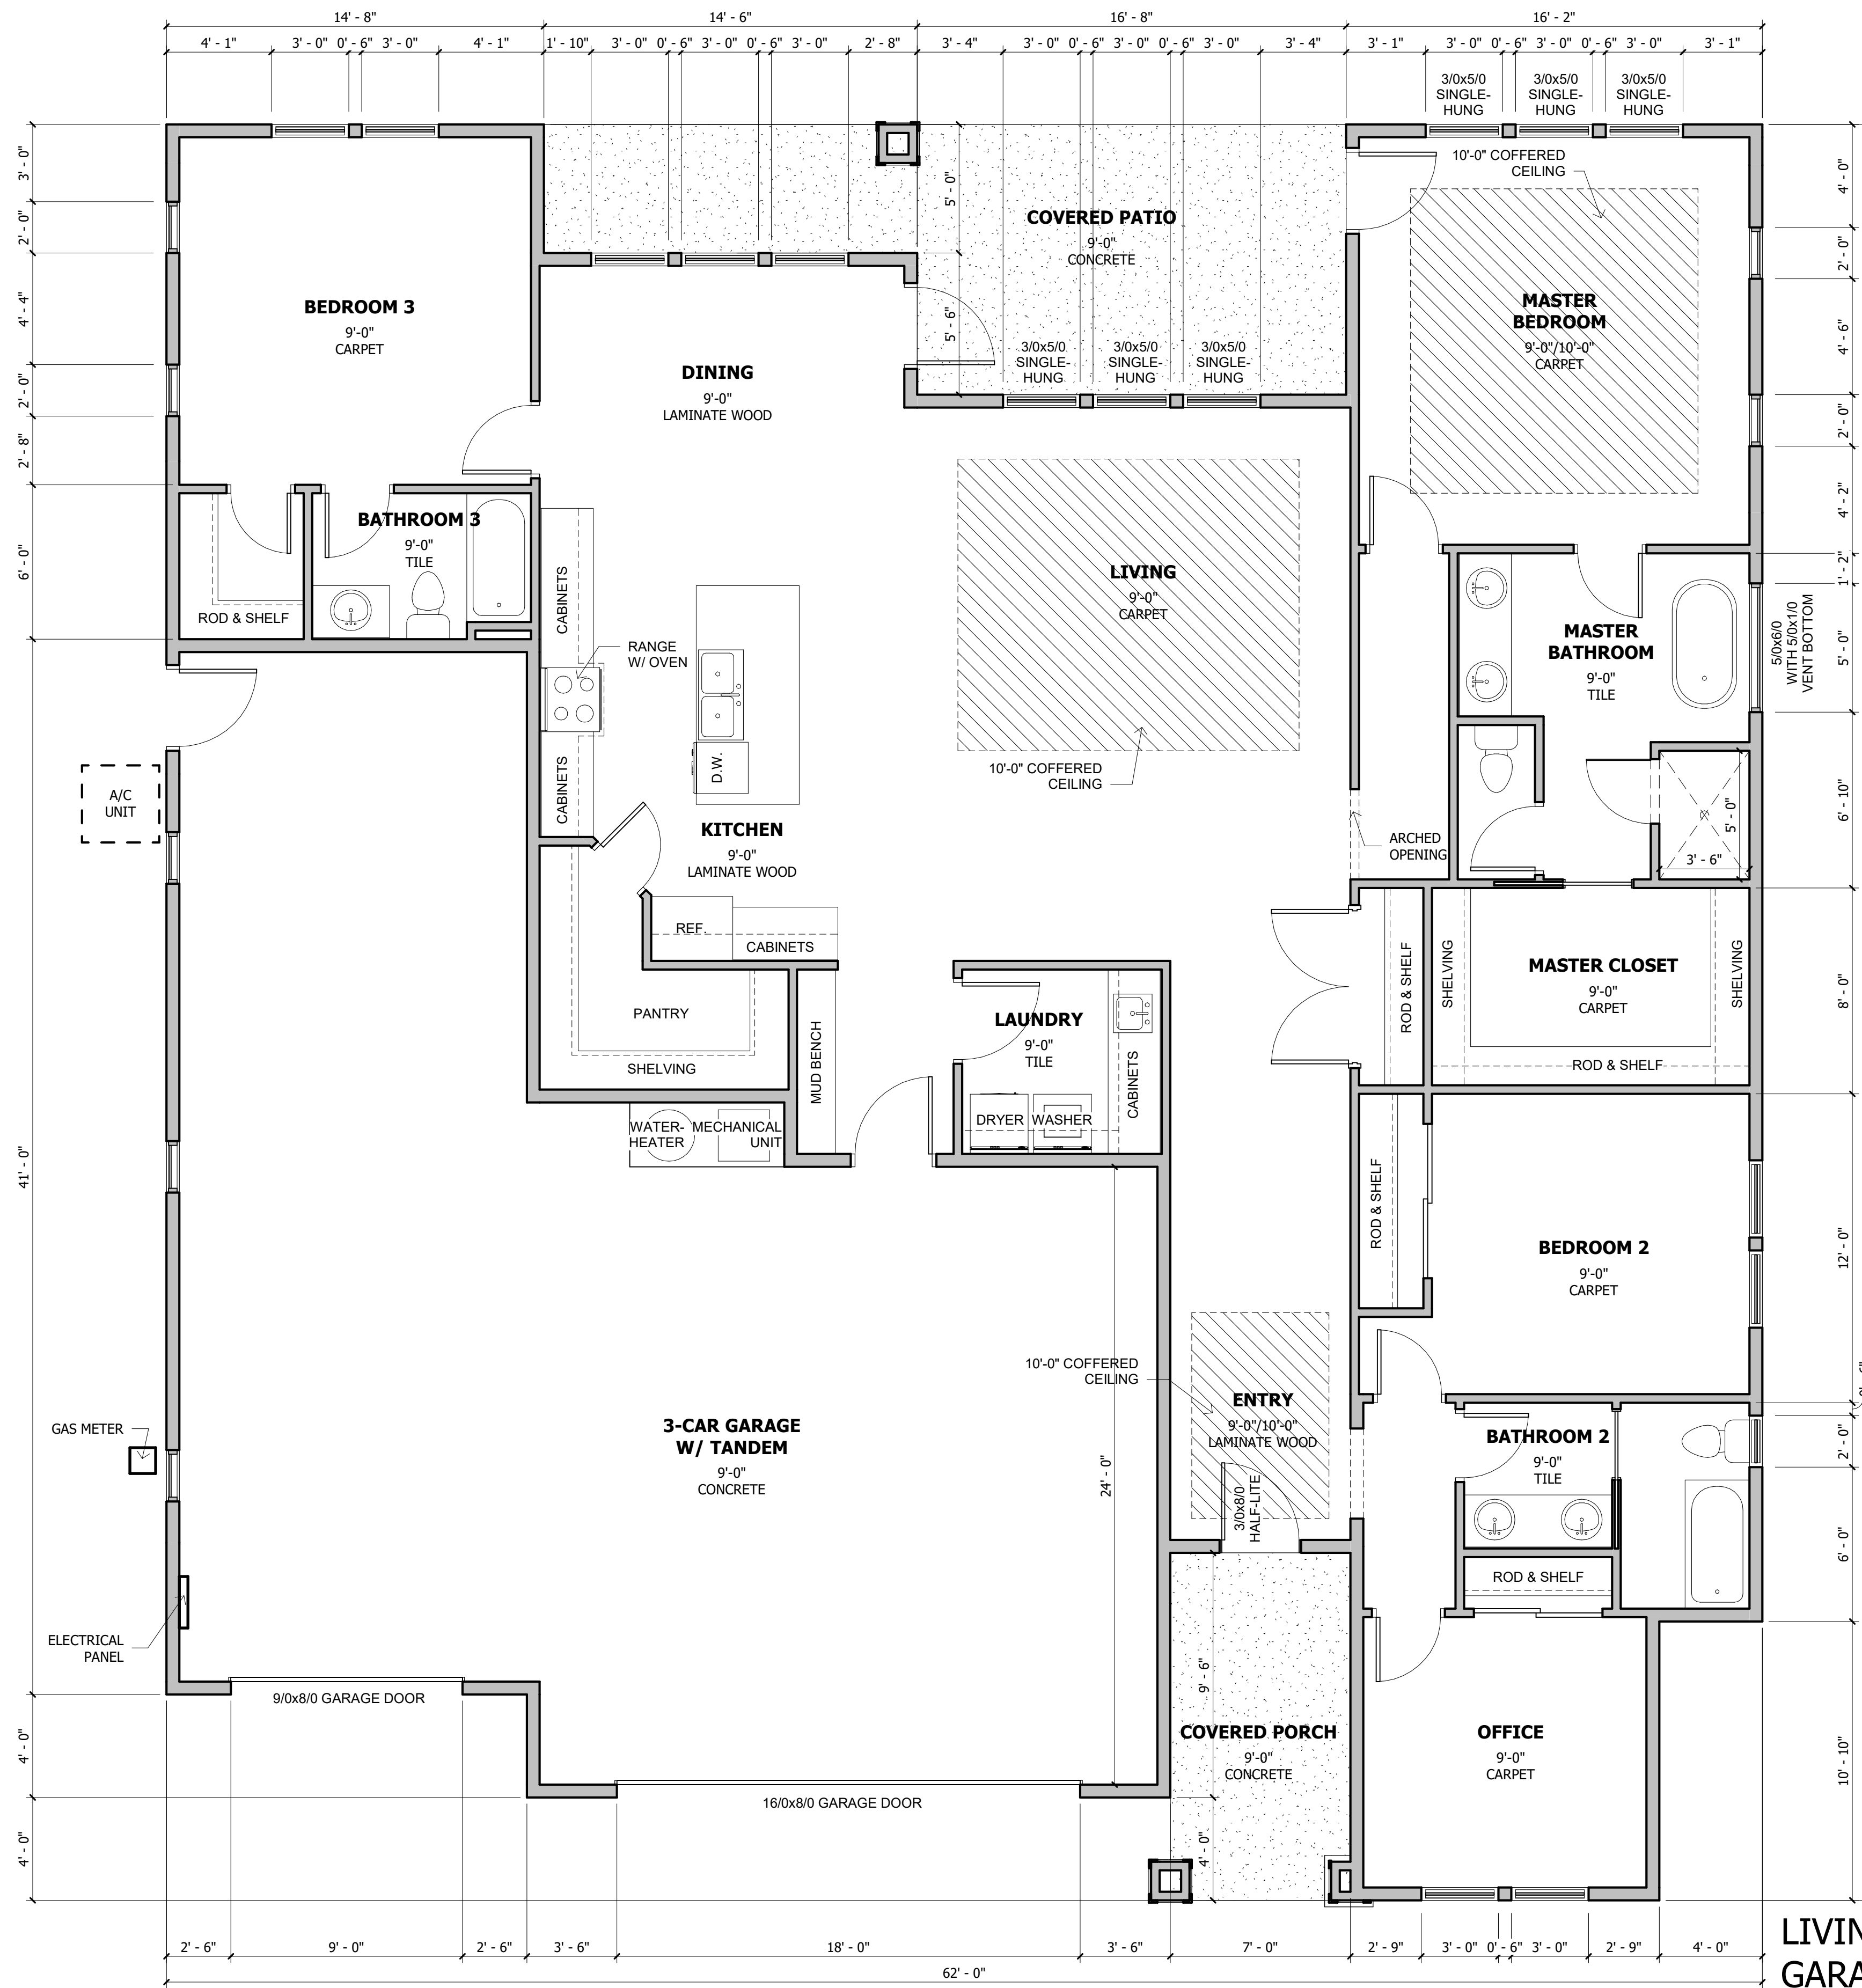 14' - 8"
14' - 6"
16' - 8"
16' - 2"
4' - 1"
3' - 0"
0' - 6"
3' - 0"
4' - 1"
1' - 10"
3' - 0"
0' - 6"
3' - 0"
0' - 6"
3' - 0"
2' - 8"
3' - 4"
3' - 0"
0' - 6"
3' - 0"
0' - 6"
3' - 0"
3' - 4"
3' - 1"
3' - 0"
0' - 6"
3' - 0"
0' - 6"
3' - 0"
3' - 1"
3/0x5/0
SINGLE-
HUNG
3/0x5/0
SINGLE-
HUNG
3/0x5/0
SINGLE-
HUNG
3' - 0"
2' - 0"
4' - 4"
2' - 0"
2' - 8"
6' - 0"
41' - 0"
4' - 0"
4' - 0"
BEDROOM 3
9'-0"
CARPET
DINING
9'-0"
LAMINATE WOOD
5' - 0"
5' - 6"
COVERED PATIO
9'-0"
CONCRETE
3/0x5/0
SINGLE-
HUNG
3/0x5/0
SINGLE-
HUNG
3/0x5/0
SINGLE-
HUNG
10'-0" COFFERED
CEILING
MASTER
BEDROOM
9'-0"/10'-0"
CARPET
4' - 0"
2' - 0"
4' - 6"
2' - 0"
4' - 2"
1' - 2"
5' - 0"
6' - 10"
8' - 0"
12' - 0"
2' - 0"
6' - 0"
10' - 10"
BATHROOM 3
9'-0"
TILE
ROD & SHELF
CABINETS
RANGE
W/ OVEN
CABINETS
D.W.
KITCHEN
9'-0"
LAMINATE WOOD
LIVING
9'-0"
CARPET
10'-0" COFFERED
CEILING
MASTER
BATHROOM
9'-0"
TILE
5/0x6/0
WITH 5/0x1/0
VENT BOTTOM
5' - 0"
3' - 6"
ARCHED
OPENING
A/C
UNIT
REF.
CABINETS
PANTRY
SHELVING
MUD BENCH
LAUNDRY
9'-0"
TILE
DRYER
WASHER
CABINETS
ROD & SHELF
SHELVING
MASTER CLOSET
9'-0"
CARPET
SHELVING
ROD & SHELF
WATER-
HEATER
MECHANICAL
UNIT
ROD & SHELF
BEDROOM 2
9'-0"
CARPET
24' - 0"
10'-0" COFFERED
CEILING
ENTRY
9'-0"/10'-0"
LAMINATE WOOD
3/0x8/0
HALF-LITE
BATHROOM 2
9'-0"
TILE
ROD & SHELF
3-CAR GARAGE
W/ TANDEM
9'-0"
CONCRETE
GAS METER
ELECTRICAL
PANEL
9/0x8/0 GARAGE DOOR
16/0x8/0 GARAGE DOOR
9' - 6"
COVERED PORCH
9'-0"
CONCRETE
4' - 0"
OFFICE
9'-0"
CARPET
2' - 6"
9' - 0"
2' - 6"
3' - 6"
18' - 0"
3' - 6"
7' - 0"
2' - 9"
3' - 0"
0' - 6"
3' - 0"
2' - 9"
4' - 0"
62' - 0"